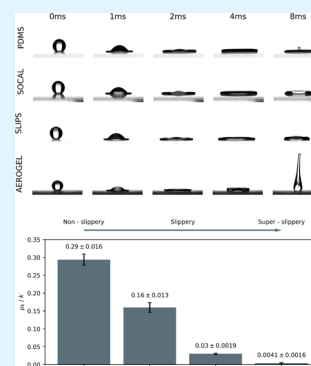 0ms 1ms 2ms 4ms 8ms
PDMS
SOCAL
SLIPS
AEROGEL
Non - slippery Slippery Super - slippery
0.35
0.30
0.25
0.20
0.15
0.10
0.05
0.00
μₖ / k
0.29 ± 0.016
0.16 ± 0.013
0.03 ± 0.0019
0.0041 ± 0.0016